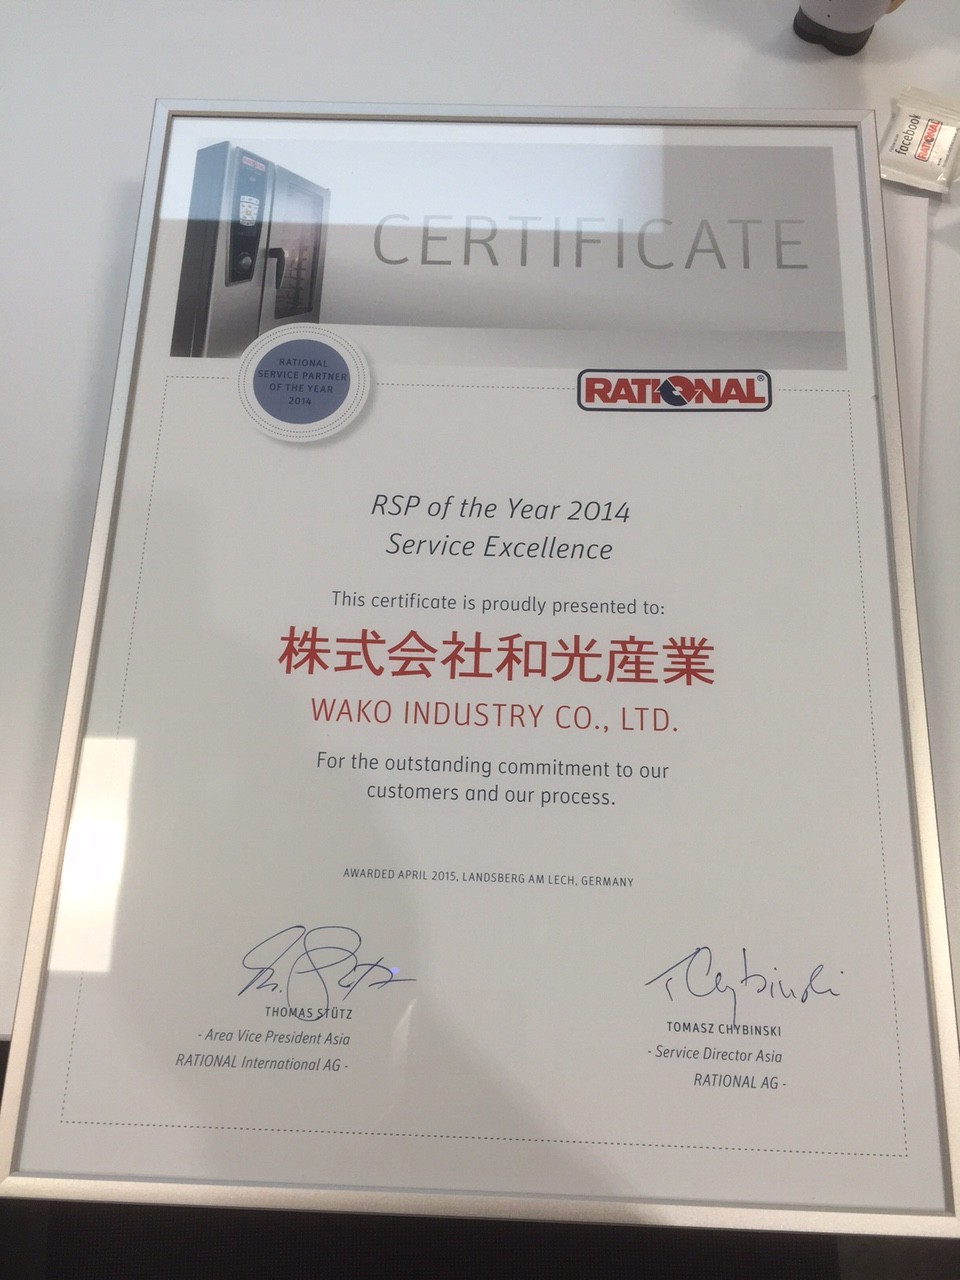 CERTIFICATE
RATIONAL
SERVICE PARTNER
OF THE YEAR
2014
RATIONAL®
RSP of the Year 2014
Service Excellence
This certificate is proudly presented to:
株式会社和光産業
WAKO INDUSTRY CO., LTD.
For the outstanding commitment to our
customers and our process.
AWARDED APRIL 2015, LANDSBERG AM LECH, GERMANY
THOMAS STÜTZ
- Area Vice President Asia
RATIONAL International AG -
TOMASZ CHYBINSKI
- Service Director Asia
RATIONAL AG -
facebook
RATIONAL